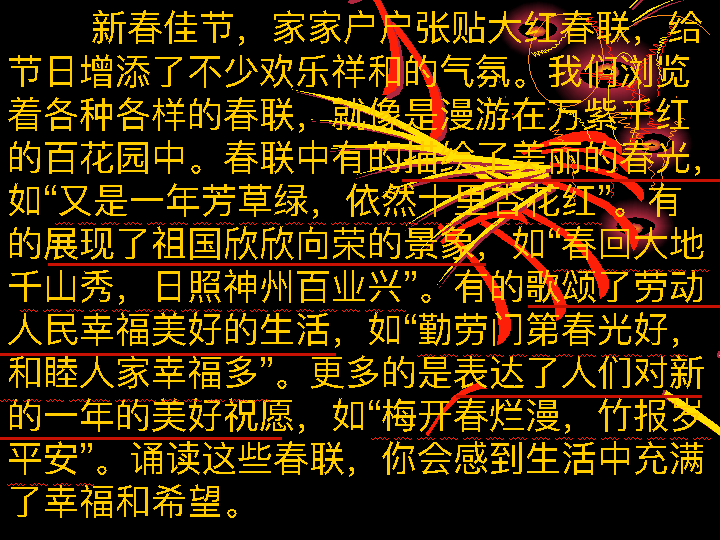 新春佳节，家家户户张贴大红春联，给
节日增添了不少欢乐祥和的气氛。我们浏览
着各种各样的春联，就像是漫游在万紫千红
的百花园中。春联中有的描绘了美丽的春光，
如“又是一年芳草绿，依然十里杏花红”。有
的展现了祖国欣欣向荣的景象，如“春回大地
千山秀，日照神州百业兴”。有的歌颂了劳动
人民幸福美好的生活，如“勤劳门第春光好，
和睦人家幸福多”。更多的是表达了人们对新
的一年的美好祝愿，如“梅开春烂漫，竹报岁
平安”。诵读这些春联，你会感到生活中充满
了幸福和希望。